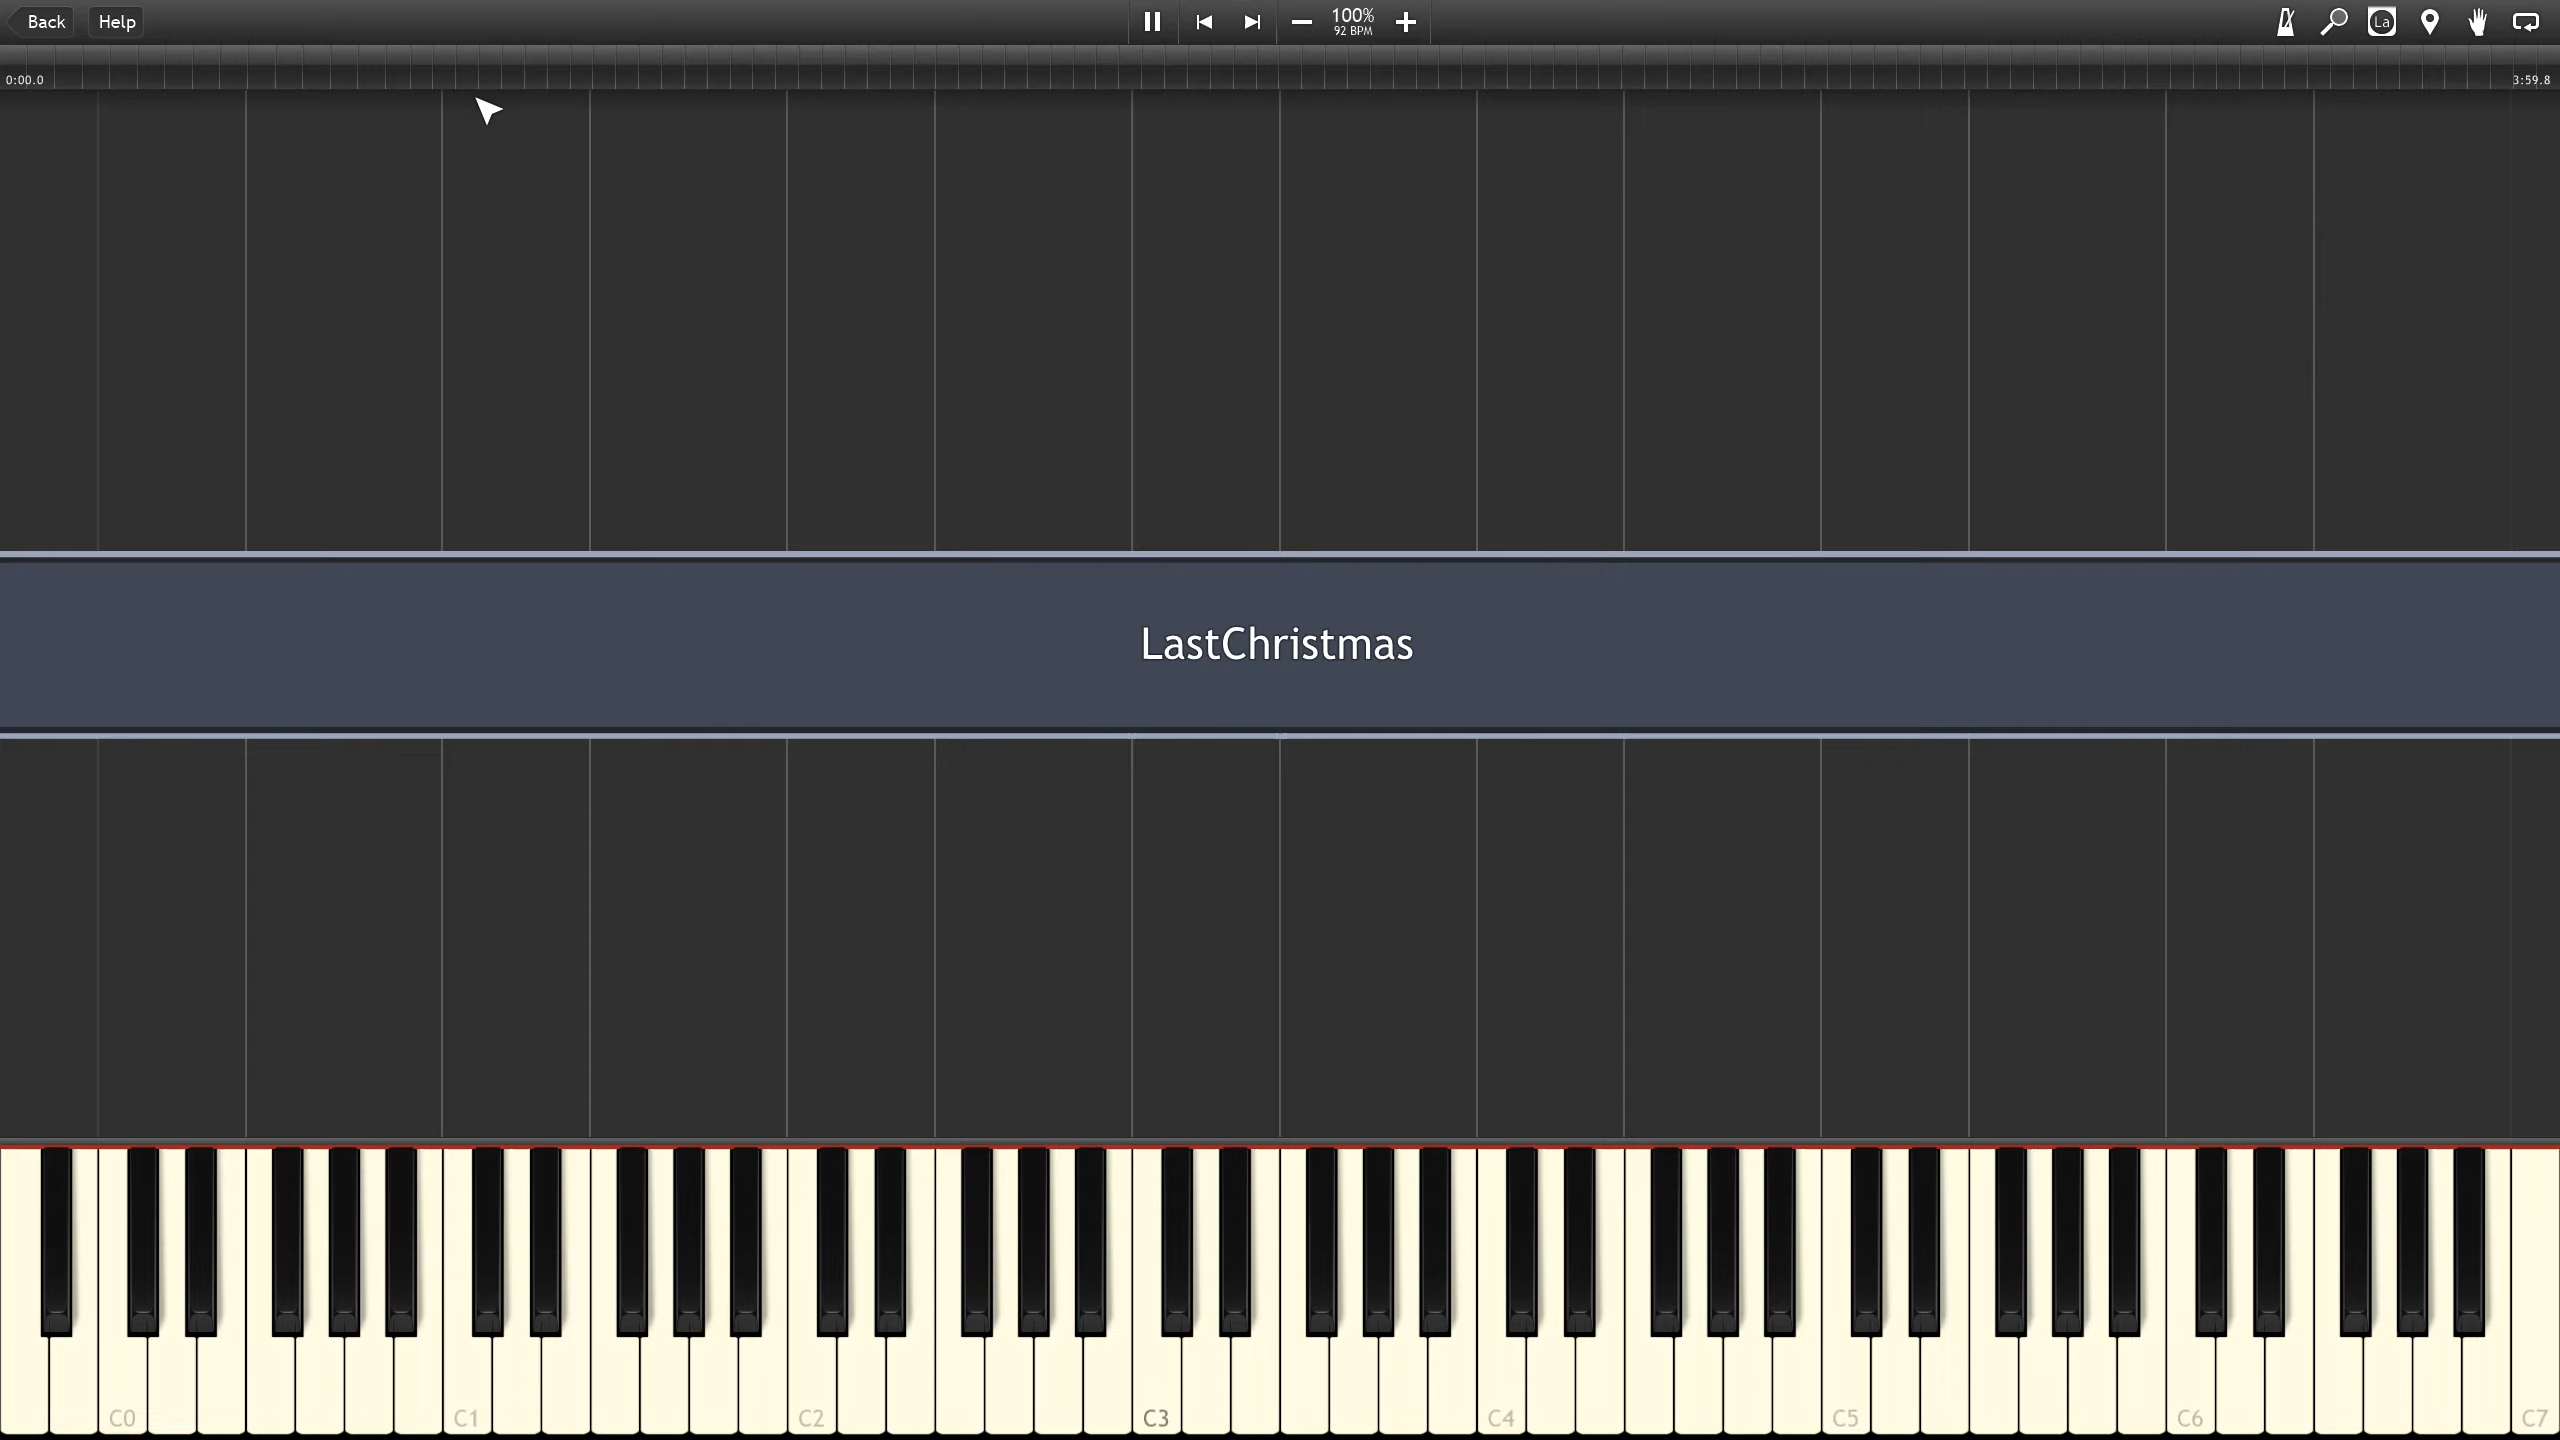 Back Help 100%
92 BPM
La
0:00.0 3:59.8
LastChristmas
C0 C1 C2 C3 C4 C5 C6 C7